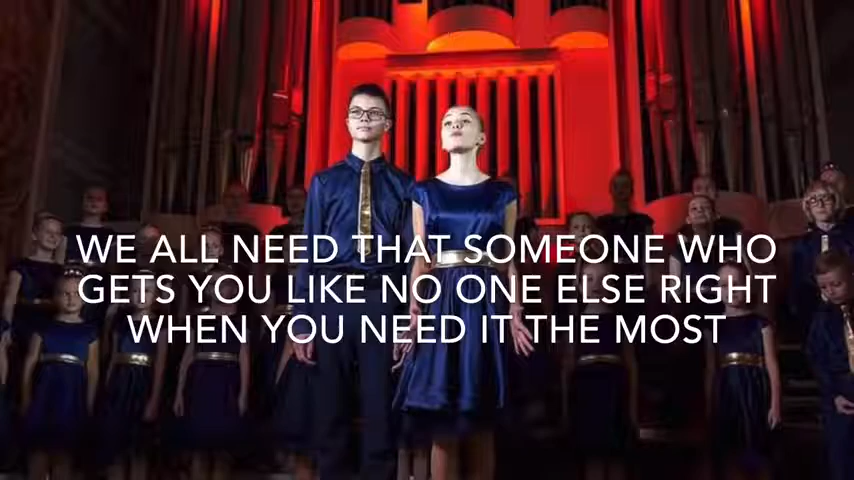 WE ALL NEED THAT SOMEONE WHO
GETS YOU LIKE NO ONE ELSE RIGHT
WHEN YOU NEED IT THE MOST